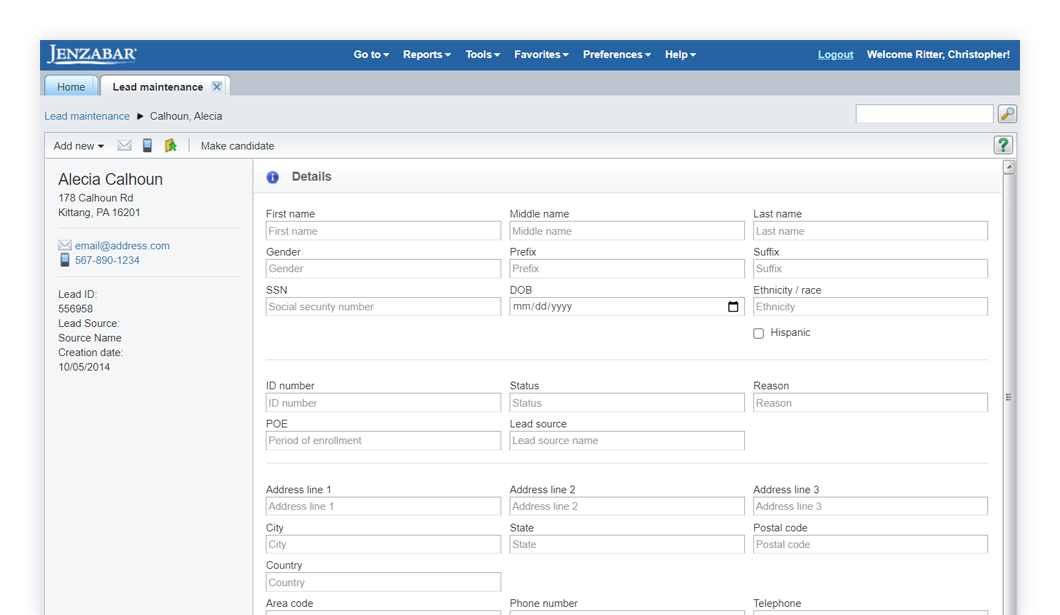 JENZABAR
Go to Reports Tools Favorites Preferences Help Logout Welcome Ritter, Christopher!
Home Lead maintenance
Lead maintenance Calhoun, Alecia
Add new Make candidate ?
Alecia Calhoun
178 Calhoun Rd
Kittang, PA 16201
email@address.com
567-890-1234
Lead ID:
556958
Lead Source:
Source Name
Creation date:
10/05/2014
Details
First name Middle name Last name
First name Middle name Last name
Gender Prefix Suffix
Gender Prefix Suffix
SSN DOB Ethnicity / race
Social security number mm/dd/yyyy Ethnicity
Hispanic
ID number Status Reason
ID number Status Reason
POE Lead source
Period of enrollment Lead source name
Address line 1 Address line 2 Address line 3
Address line 1 Address line 2 Address line 3
City State Postal code
City State Postal code
Country
Country
Area code Phone number Telephone